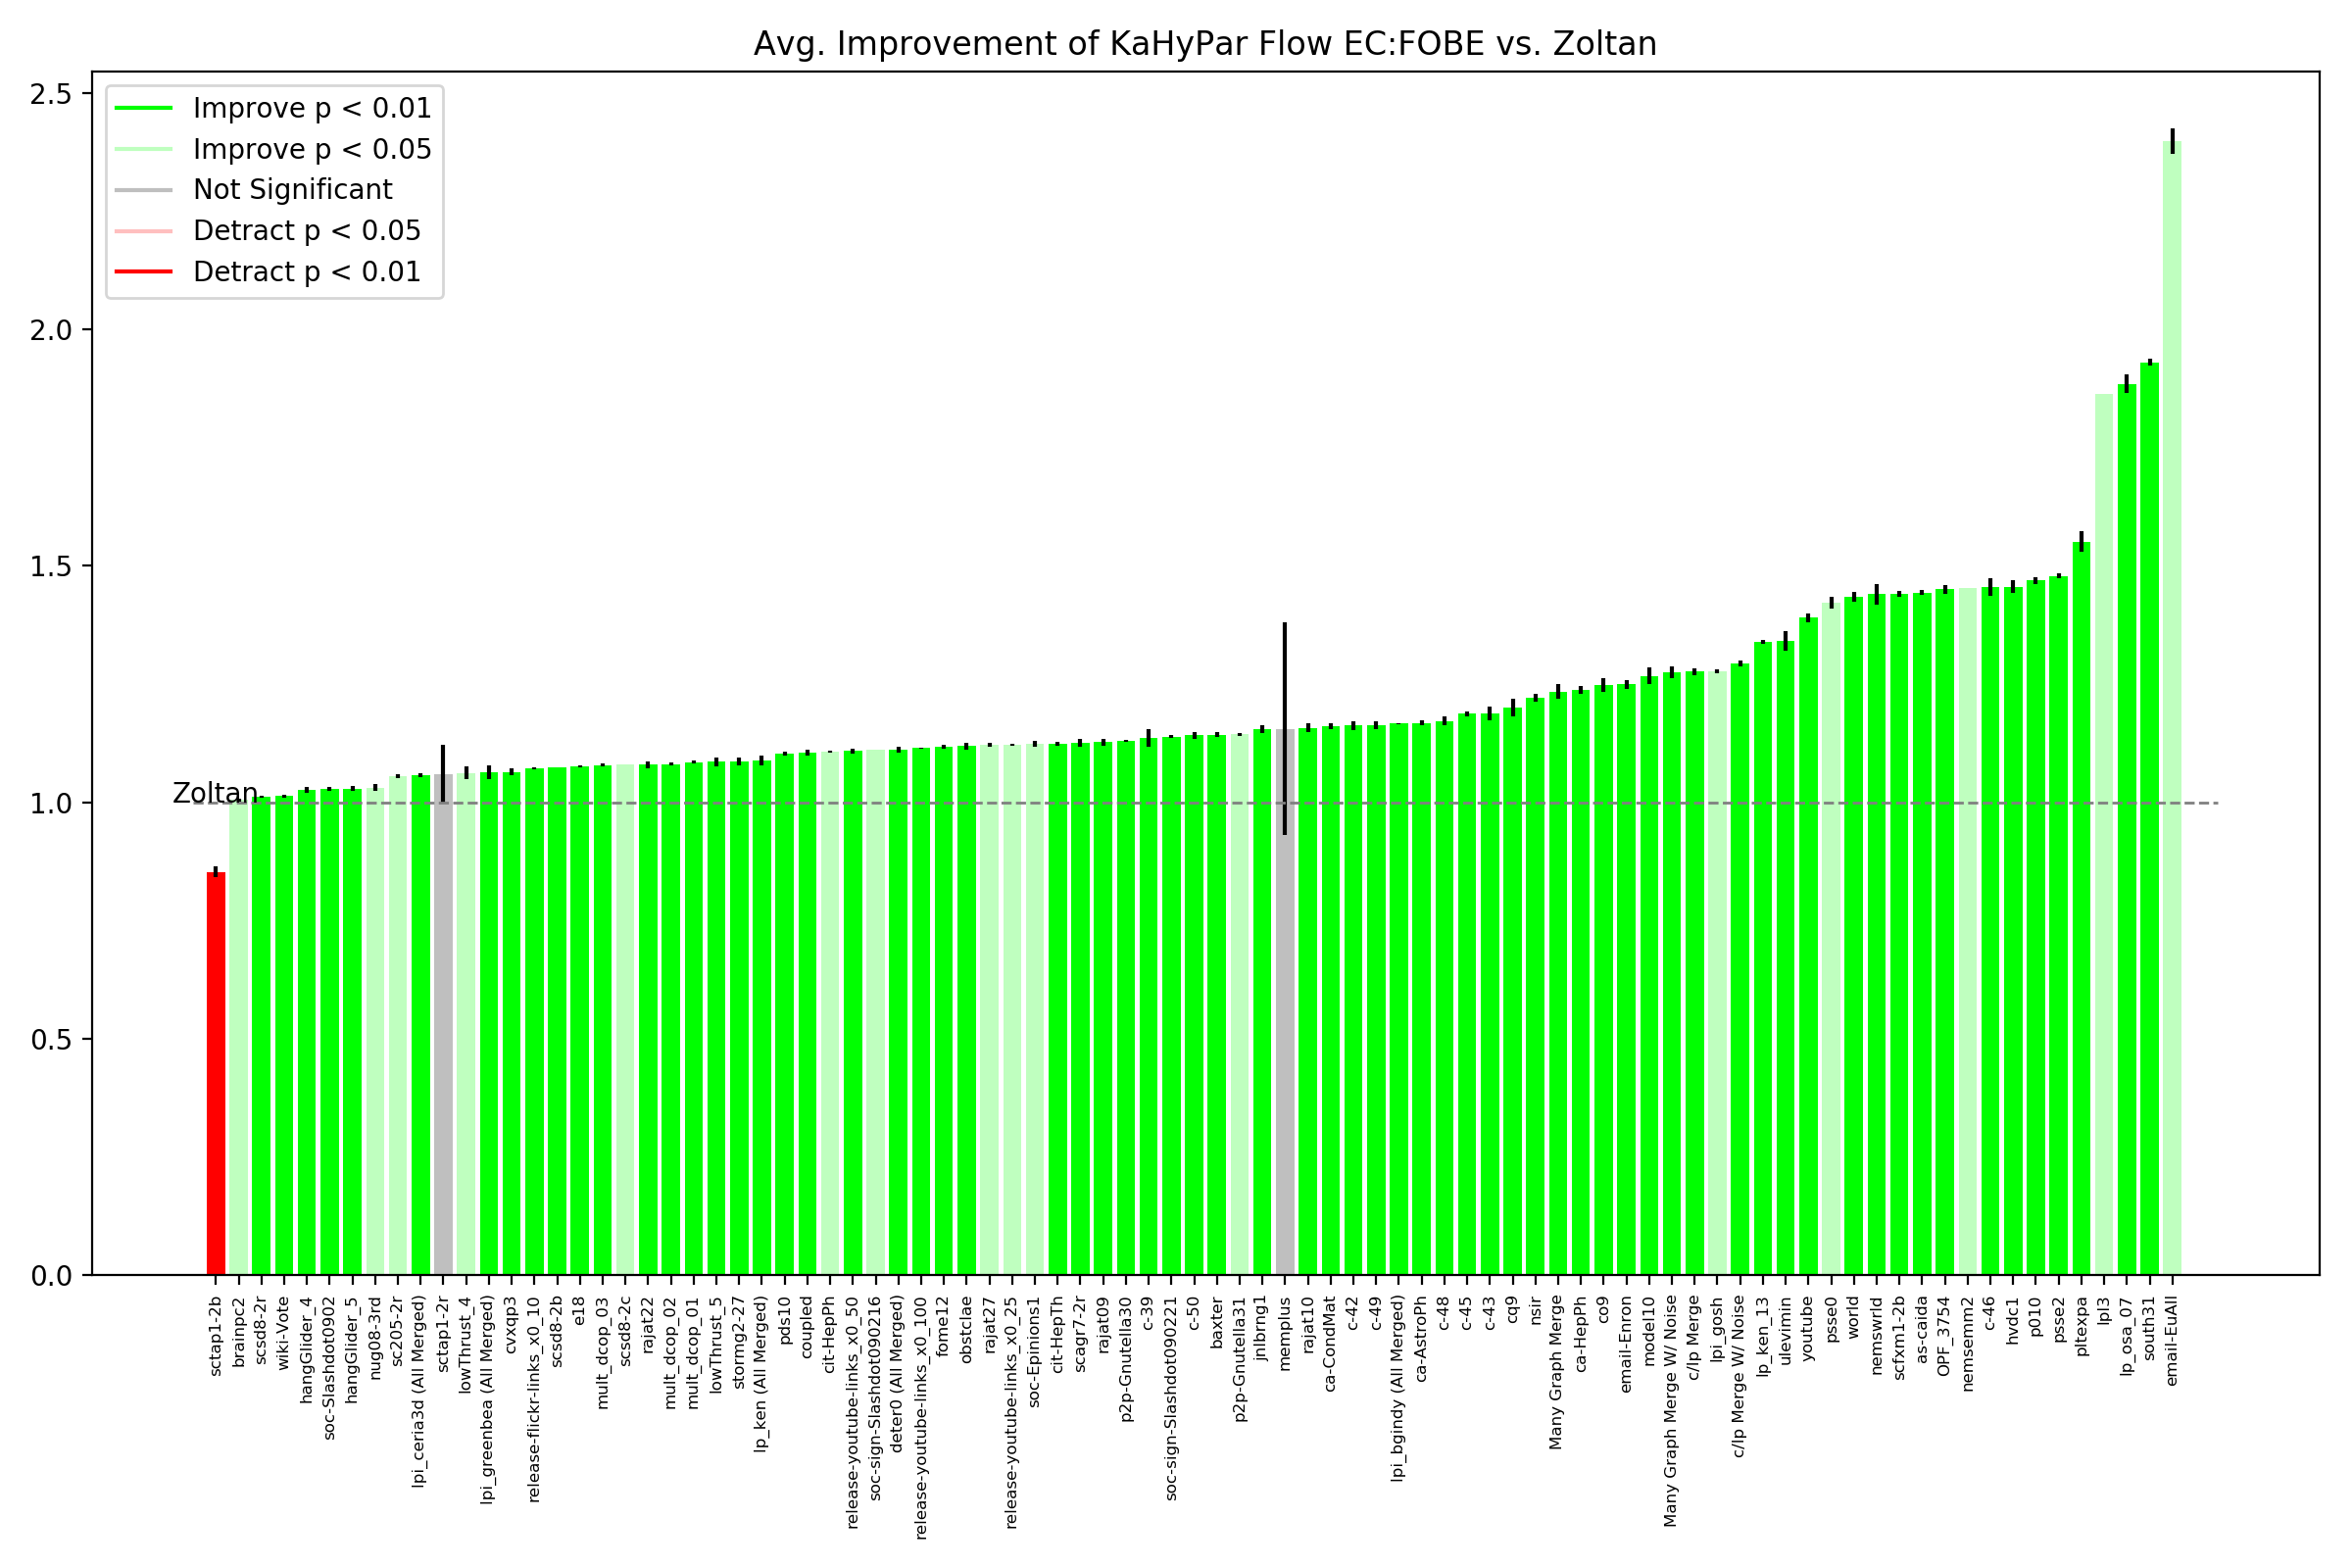 Avg. Improvement of KaHyPar Flow EC:FOBE vs. Zoltan
2.5
2.0
1.5
1.0
0.5
0.0
Improve p < 0.01
Improve p < 0.05
Not Significant
Detract p < 0.05
Detract p < 0.01
Zoltan
sctap1-2b
brainpc2
scsd8-2r
wiki-Vote
hangGlider_4
soc-Slashdot0902
hangGlider_5
nug08-3rd
sc205-2r
lpi_ceria3d (All Merged)
sctap1-2r
lowThrust_4
lpi_greenbea (All Merged)
cvxqp3
release-flickr-links_x0_10
scsd8-2b
e18
mult_dcop_03
scsd8-2c
rajat22
mult_dcop_02
mult_dcop_01
lowThrust_5
stormg2-27
lp_ken (All Merged)
pds10
coupled
cit-HepPh
release-youtube-links_x0_50
soc-sign-Slashdot090216
deter0 (All Merged)
release-youtube-links_x0_100
fome12
obstclae
rajat27
release-youtube-links_x0_25
soc-Epinions1
cit-HepTh
scagr7-2r
rajat09
p2p-Gnutella30
c-39
soc-sign-Slashdot090221
c-50
baxter
p2p-Gnutella31
jnlbrng1
memplus
rajat10
ca-CondMat
c-42
c-49
lpi_bgindy (All Merged)
ca-AstroPh
c-48
c-45
c-43
cq9
nsir
Many Graph Merge
ca-HepPh
co9
email-Enron
model10
Many Graph Merge W/ Noise
c/lp Merge
lpi_gosh
c/lp Merge W/ Noise
lp_ken_13
ulevimin
youtube
psse0
world
nemswrld
scfxm1-2b
as-caida
OPF_3754
nemsemm2
c-46
hvdc1
p010
psse2
pltexpa
lpl3
lp_osa_07
south31
email-EuAll